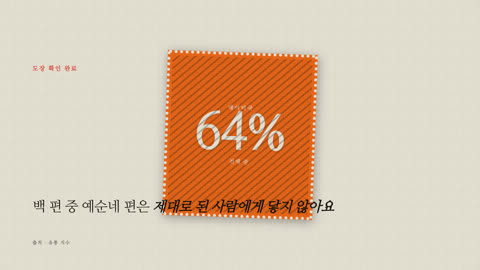 도장 확인 완료
64%
백 편 중 예순네 편은 제대로 된 사람에게 닿지 않아요